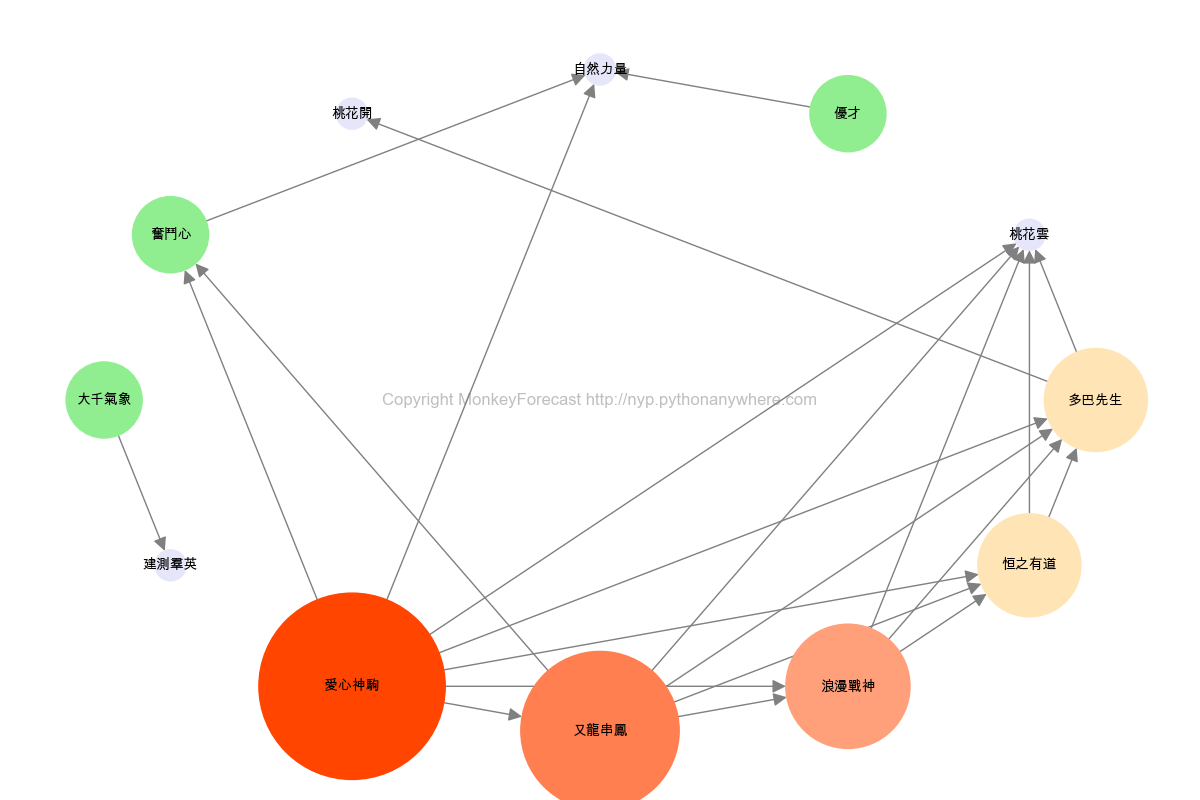 自然力量
桃花開
優才
奮鬥心
桃花雲
大千氣象
Copyright MonkeyForecast http://nyp.pythonanywhere.com
多巴先生
建測羣英
恒之有道
愛心神駒
浪漫戰神
又龍串鳳